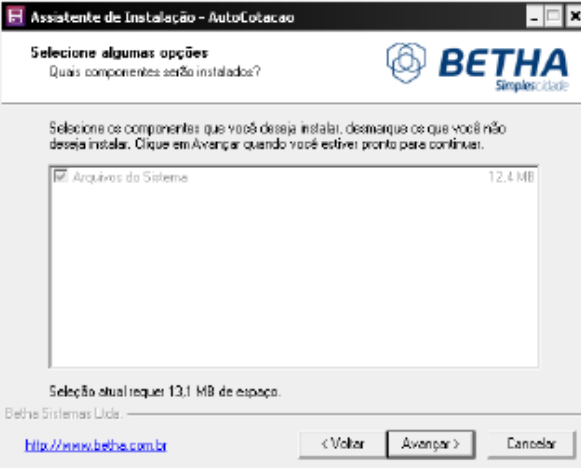 Assistente de Instalação - AutoCotacao
Selecione algumas opções
Quais componentes serão instalados?
BETHA
Simplescidade
Selecione os componentes que você deseja instalar, desmarque os que você não
deseja instalar. Clique em Avançar quando você estiver pronto para continuar.
Arquivos do Sistema 12,4 MB
Seleção atual requer 13,1 MB de espaço.
Betha Sistemas Ltda.
http://www.betha.com.br
< Voltar Avançar > Cancelar